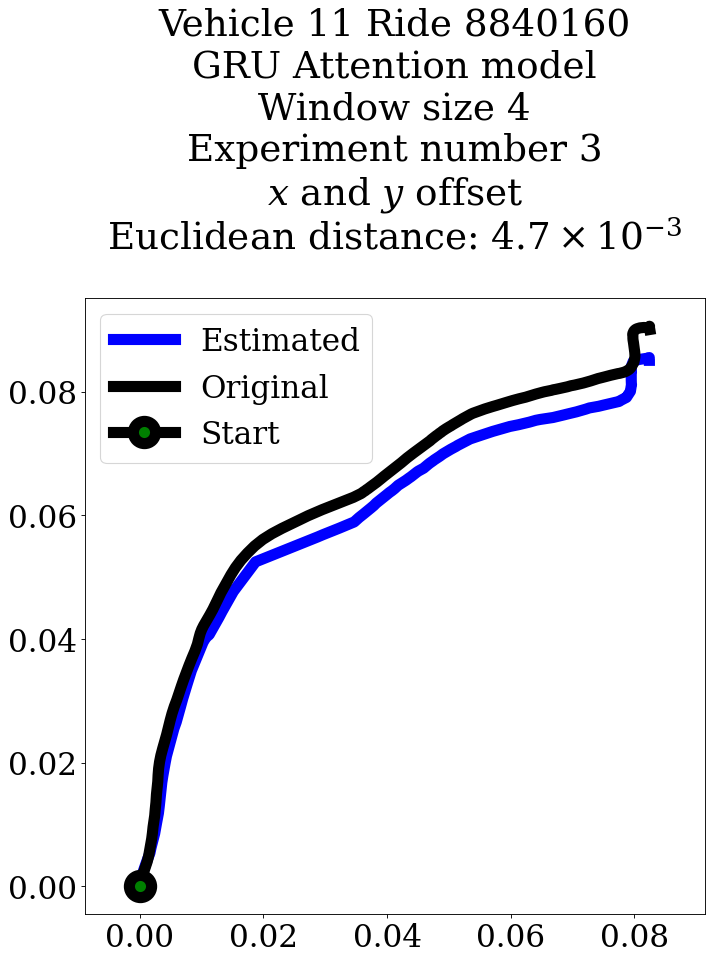 Vehicle 11 Ride 8840160
GRU Attention model
Window size 4
Experiment number 3
x and y offset
Euclidean distance: 4.7 × 10⁻³
Estimated
Original
Start
0.08
0.06
0.04
0.02
0.00
0.00 0.02 0.04 0.06 0.08